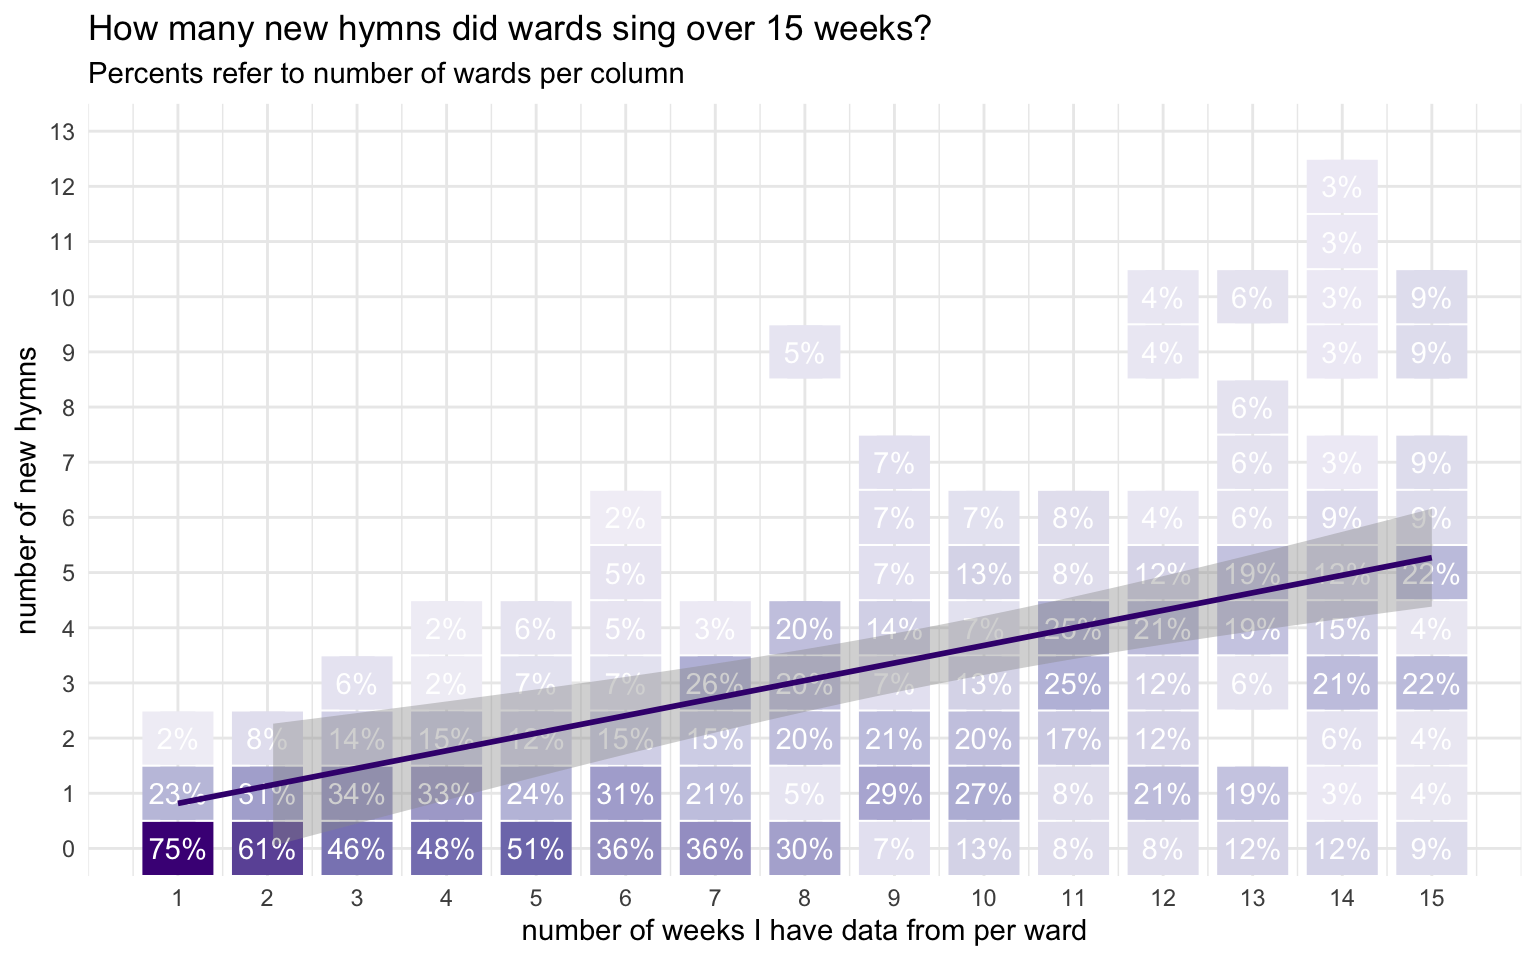 How many new hymns did wards sing over 15 weeks?
Percents refer to number of wards per column
number of new hymns
13
12 3%
11 3%
10 4% 6% 3% 9%
9 5% 4% 3% 9%
8 6%
7 7% 6% 3% 9%
6 2% 7% 7% 8% 4% 6% 9% 9%
5 5% 7% 13% 8% 12% 19% 12% 22%
4 2% 6% 5% 3% 20% 14% 7% 25% 21% 19% 15% 4%
3 6% 2% 7% 7% 26% 20% 7% 13% 25% 12% 6% 21% 22%
2 2% 8% 14% 15% 12% 15% 15% 20% 21% 20% 17% 12% 6% 4%
1 23% 31% 34% 33% 24% 31% 21% 5% 29% 27% 8% 21% 19% 3% 4%
0 75% 61% 46% 48% 51% 36% 36% 30% 7% 13% 8% 8% 12% 12% 9%
1 2 3 4 5 6 7 8 9 10 11 12 13 14 15
number of weeks I have data from per ward